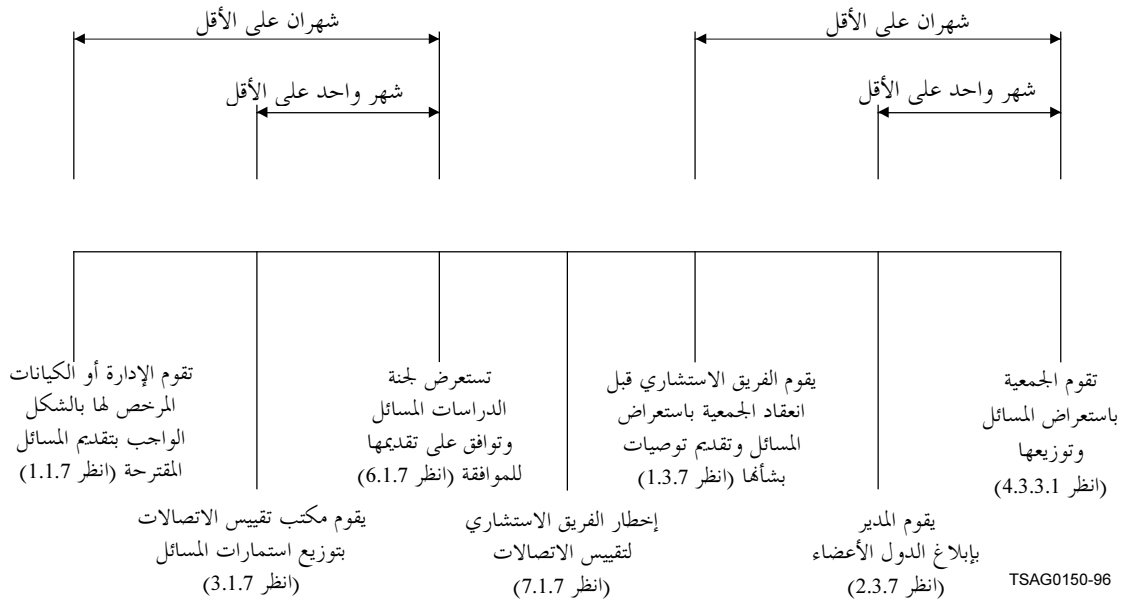 شهران على الأقل
شهران على الأقل
شهر واحد على الأقل
شهر واحد على الأقل
تقوم الإدارة أو الكيانات
المرخص لها بالشكل
الواجب بتقديم المسائل
المقترحة (انظر 1.1.7)
يقوم مكتب تقييس الاتصالات
بتوزيع استمارات المسائل
(انظر 3.1.7)
تستعرض لجنة
الدراسات المسائل
وتوافق على تقديمها
للموافقة (انظر 6.1.7)
إخطار الفريق الاستشاري
لتقييس الاتصالات
(انظر 7.1.7)
يقوم الفريق الاستشاري قبل
انعقاد الجمعية باستعراض
المسائل وتقديم توصيات
بشأنها (انظر 1.3.7)
يقوم المدير
بإبلاغ الدول الأعضاء
(انظر 2.3.7)
تقوم الجمعية
باستعراض المسائل
وتوزيعها
(انظر 4.3.3.1)
TSAG0150-96